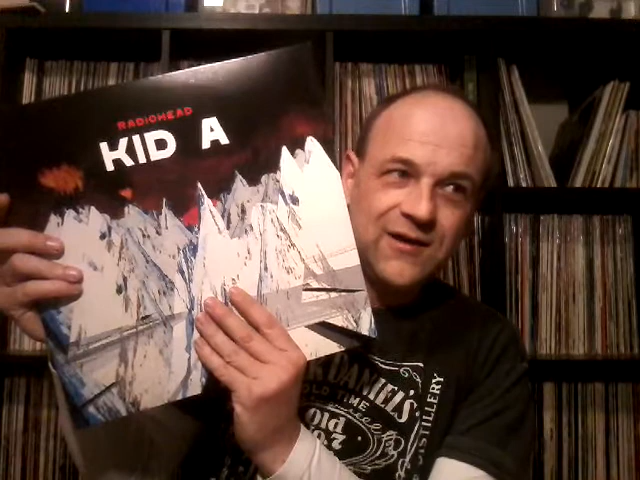 RADIOHEAD
KID A
DANIEL'S
OLD TIME
Old
DISTILLERY